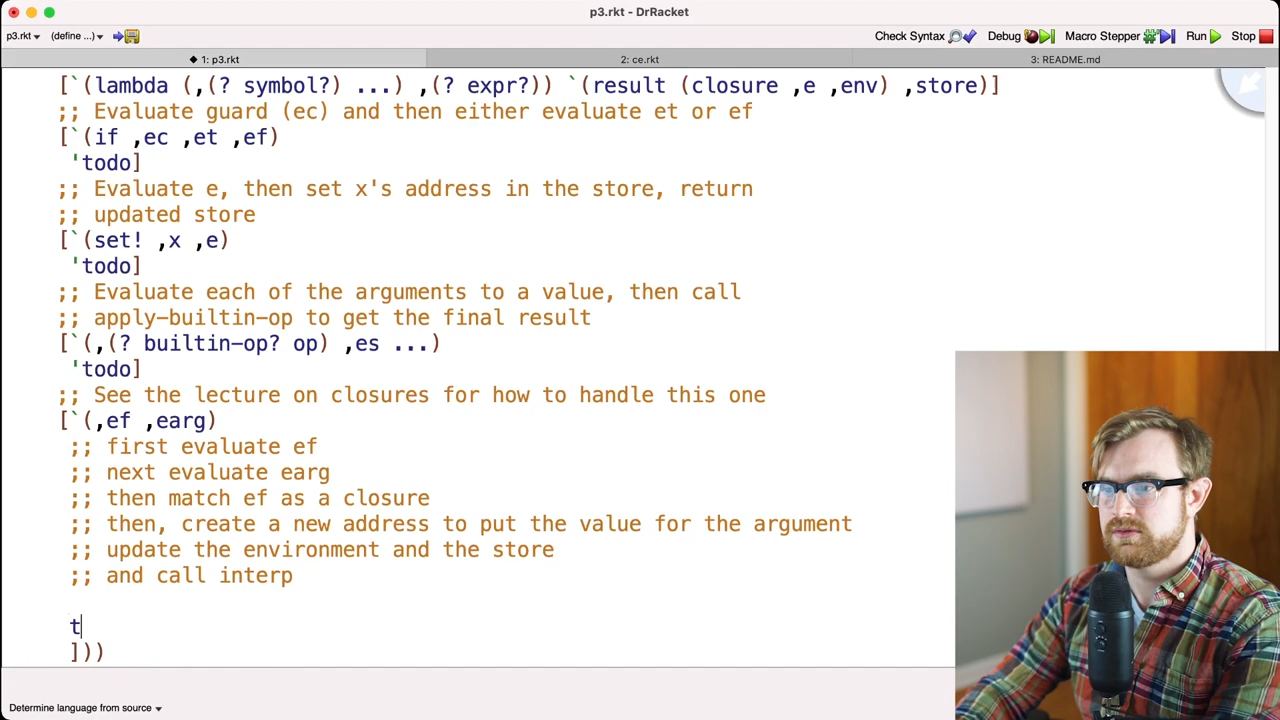 p3.rkt - DrRacket
p3.rkt ▾ (define ...) ▾ Check Syntax Debug Macro Stepper Run Stop
◆ 1: p3.rkt 2: ce.rkt 3: README.md
[`(lambda (,(? symbol?) ...) ,(? expr?)) `(result (closure ,e ,env) ,store)]
;; Evaluate guard (ec) and then either evaluate et or ef
[`(if ,ec ,et ,ef)
'todo]
;; Evaluate e, then set x's address in the store, return
;; updated store
[`(set! ,x ,e)
'todo]
;; Evaluate each of the arguments to a value, then call
;; apply-builtin-op to get the final result
[`(,(? builtin-op? op) ,es ...)
'todo]
;; See the lecture on closures for how to handle this one
[`(,ef ,earg)
;; first evaluate ef
;; next evaluate earg
;; then match ef as a closure
;; then, create a new address to put the value for the argument
;; update the environment and the store
;; and call interp
t
]))
Determine language from source ▾